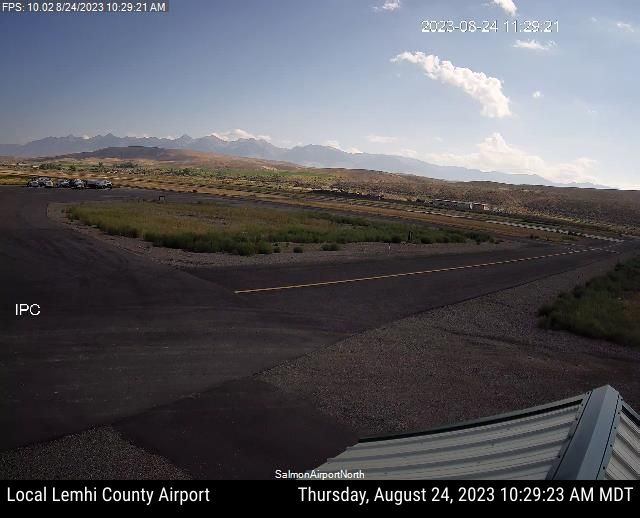 FPS: 10.02 8/24/2023 10:29:21 AM
2023-08-24 11:29:21
IPC
SalmonAirportNorth
Local Lemhi County Airport
Thursday, August 24, 2023 10:29:23 AM MDT